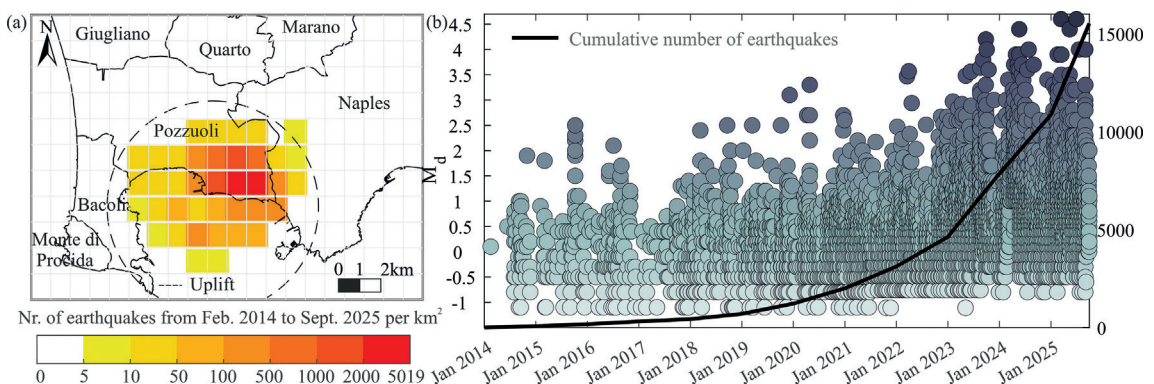 (a)
N
Giugliano
Marano
Quarto
Naples
Pozzuoli
Bacoli
Monte di
Procida
0 1 2km
Uplift
Nr. of earthquakes from Feb. 2014 to Sept. 2025 per km²
0 5 10 50 100 500 1000 2000 5019
(b)
Cumulative number of earthquakes
M_d
4.5
4
3.5
3
2.5
2
1.5
1
0.5
0
-0.5
-1
15000
10000
5000
0
Jan 2014
Jan 2015
Jan 2016
Jan 2017
Jan 2018
Jan 2019
Jan 2020
Jan 2021
Jan 2022
Jan 2023
Jan 2024
Jan 2025